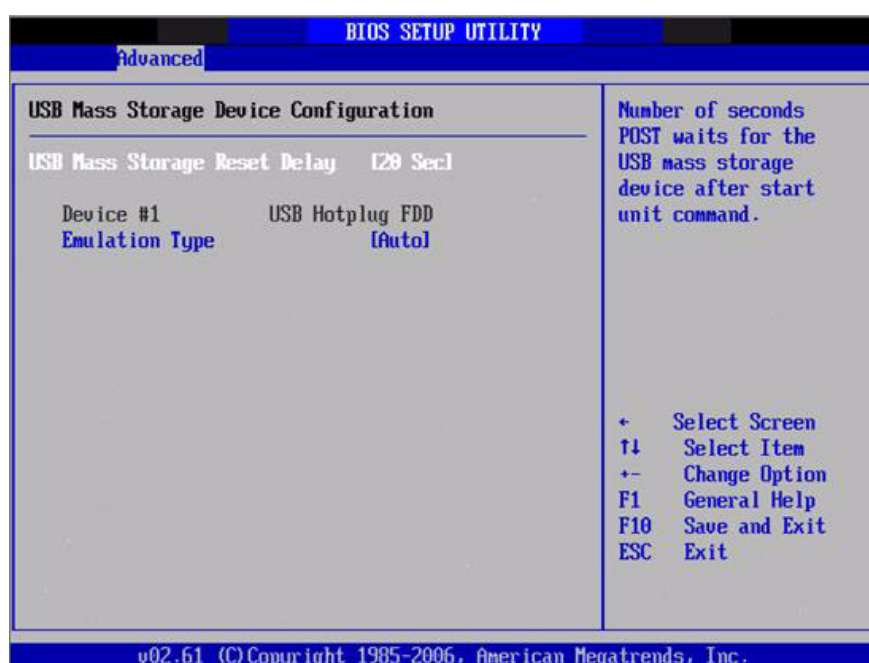 BIOS SETUP UTILITY
Advanced
USB Mass Storage Device Configuration
USB Mass Storage Reset Delay [20 Sec]
Device #1 USB Hotplug FDD
Emulation Type [Auto]
Number of seconds
POST waits for the
USB mass storage
device after start
unit command.
← Select Screen
↑↓ Select Item
+- Change Option
F1 General Help
F10 Save and Exit
ESC Exit
v02.61 (C)Copyright 1985-2006, American Megatrends, Inc.